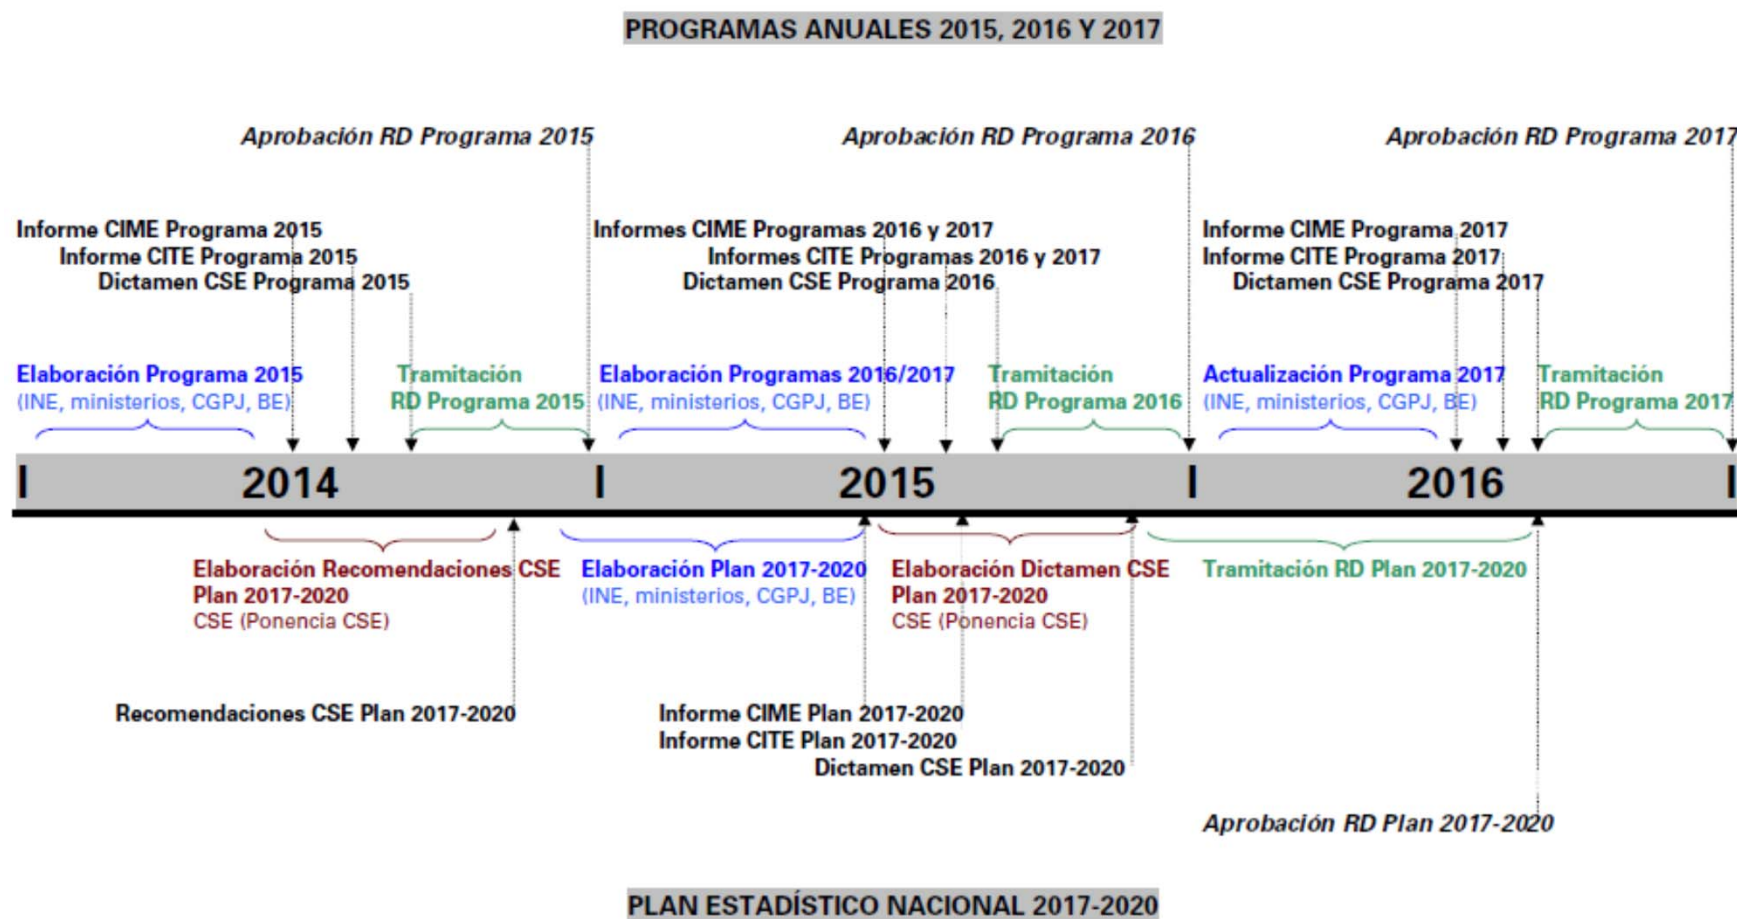 PROGRAMAS ANUALES 2015, 2016 Y 2017
Aprobación RD Programa 2015
Aprobación RD Programa 2016
Aprobación RD Programa 2017
Informe CIME Programa 2015
Informe CITE Programa 2015
Dictamen CSE Programa 2015
Informes CIME Programas 2016 y 2017
Informes CITE Programas 2016 y 2017
Dictamen CSE Programa 2016
Informe CIME Programa 2017
Informe CITE Programa 2017
Dictamen CSE Programa 2017
Elaboración Programa 2015
(INE, ministerios, CGPJ, BE)
Tramitación
RD Programa 2015
Elaboración Programas 2016/2017
(INE, ministerios, CGPJ, BE)
Tramitación
RD Programa 2016
Actualización Programa 2017
(INE, ministerios, CGPJ, BE)
Tramitación
RD Programa 2017
I 2014 I 2015 I 2016 I
Elaboración Recomendaciones CSE
Plan 2017-2020
CSE (Ponencia CSE)
Elaboración Plan 2017-2020
(INE, ministerios, CGPJ, BE)
Elaboración Dictamen CSE
Plan 2017-2020
CSE (Ponencia CSE)
Tramitación RD Plan 2017-2020
Recomendaciones CSE Plan 2017-2020
Informe CIME Plan 2017-2020
Informe CITE Plan 2017-2020
Dictamen CSE Plan 2017-2020
Aprobación RD Plan 2017-2020
PLAN ESTADÍSTICO NACIONAL 2017-2020